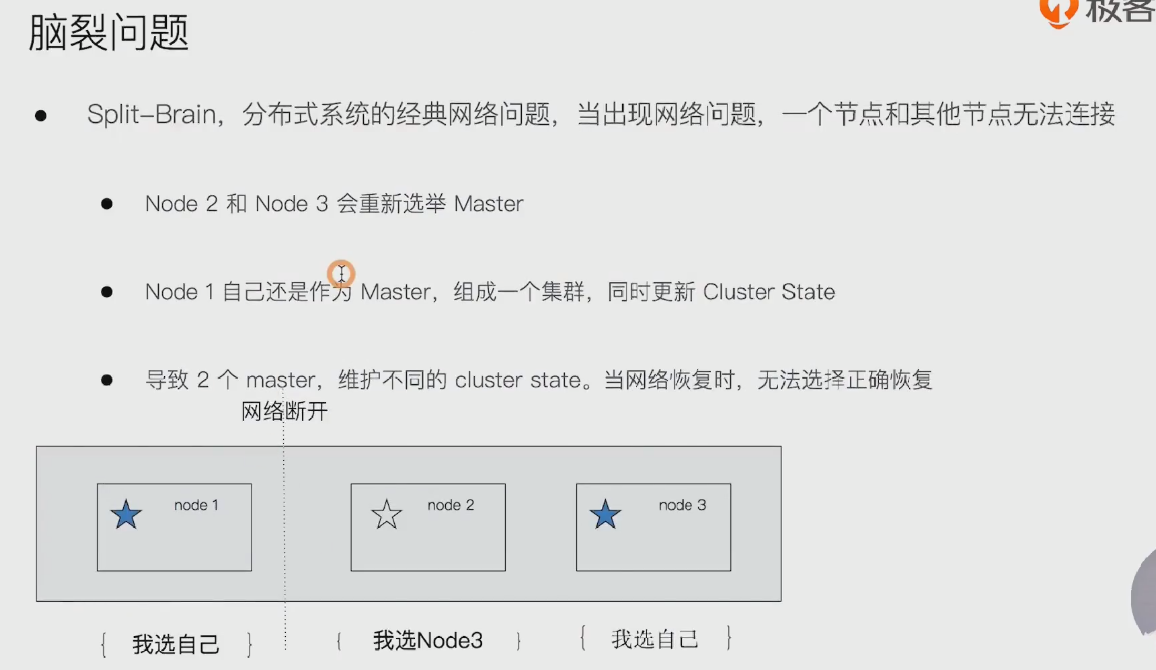 极客
脑裂问题
Split-Brain，分布式系统的经典网络问题，当出现网络问题，一个节点和其他节点无法连接
Node 2 和 Node 3 会重新选举 Master
Node 1 自己还是作为 Master，组成一个集群，同时更新 Cluster State
导致 2 个 master，维护不同的 cluster state。当网络恢复时，无法选择正确恢复
网络断开
node 1
node 2
node 3
{ 我选自己 }
{ 我选Node3 }
{ 我选自己 }